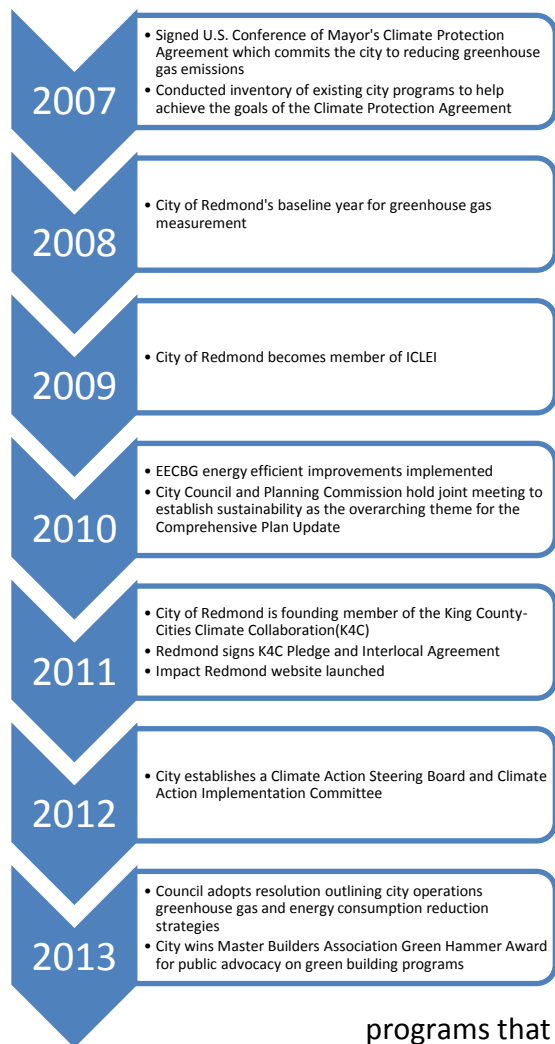 2007
• Signed U.S. Conference of Mayor's Climate Protection
Agreement which commits the city to reducing greenhouse
gas emissions
• Conducted inventory of existing city programs to help
achieve the goals of the Climate Protection Agreement
2008
• City of Redmond's baseline year for greenhouse gas
measurement
2009
• City of Redmond becomes member of ICLEI
2010
• EECBG energy efficient improvements implemented
• City Council and Planning Commission hold joint meeting to
establish sustainability as the overarching theme for the
Comprehensive Plan Update
2011
• City of Redmond is founding member of the King County-
Cities Climate Collaboration(K4C)
• Redmond signs K4C Pledge and Interlocal Agreement
• Impact Redmond website launched
2012
• City establishes a Climate Action Steering Board and Climate
Action Implementation Committee
2013
• Council adopts resolution outlining city operations
greenhouse gas and energy consumption reduction
strategies
• City wins Master Builders Association Green Hammer Award
for public advocacy on green building programs
programs that